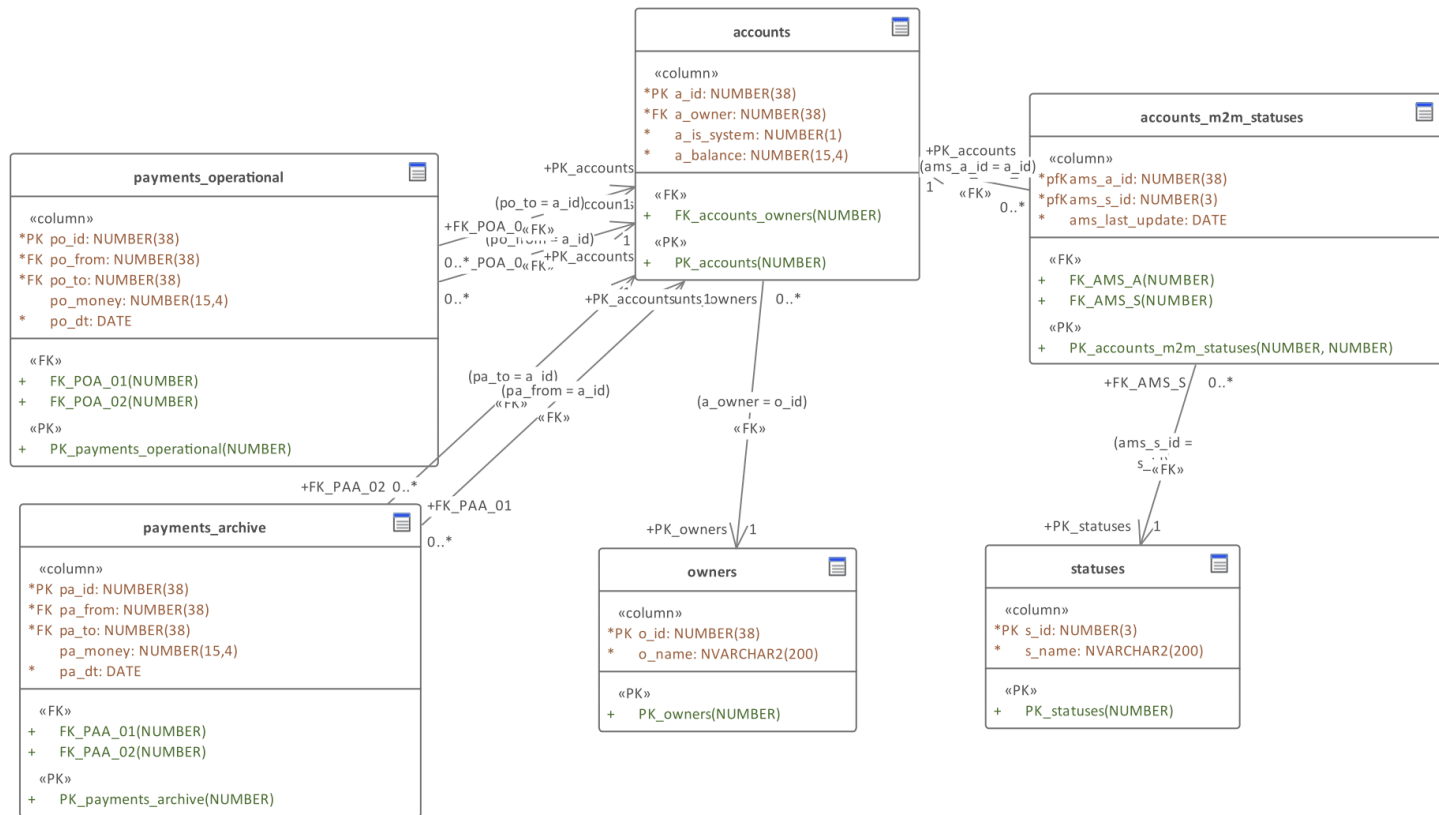 accounts
«column»
*PK a_id: NUMBER(38)
*FK a_owner: NUMBER(38)
* a_is_system: NUMBER(1)
* a_balance: NUMBER(15,4)
«FK»
+ FK_accounts_owners(NUMBER)
«PK»
+ PK_accounts(NUMBER)
accounts_m2m_statuses
«column»
*pfK ams_a_id: NUMBER(38)
*pfK ams_s_id: NUMBER(3)
* ams_last_update: DATE
«FK»
+ FK_AMS_A(NUMBER)
+ FK_AMS_S(NUMBER)
«PK»
+ PK_accounts_m2m_statuses(NUMBER, NUMBER)
+PK_accounts
(ams_a_id = a_id)
1
«FK»
0..*
payments_operational
«column»
*PK po_id: NUMBER(38)
*FK po_from: NUMBER(38)
*FK po_to: NUMBER(38)
po_money: NUMBER(15,4)
* po_dt: DATE
«FK»
+ FK_POA_01(NUMBER)
+ FK_POA_02(NUMBER)
«PK»
+ PK_payments_operational(NUMBER)
+PK_accounts
(po_to = a_id)
1
+FK_POA_0
«FK»
(po_from = a_id)
1
0..*
«FK»
+PK_accounts
0..*
+PK_accounts
1
0..*
(pa_to = a_id)
(pa_from = a_id)
«FK»
«FK»
(a_owner = o_id)
«FK»
+FK_AMS_S 0..*
(ams_s_id =
«FK»
+FK_PAA_02 0..*
+FK_PAA_01
0..*
+PK_owners 1
+PK_statuses 1
payments_archive
«column»
*PK pa_id: NUMBER(38)
*FK pa_from: NUMBER(38)
*FK pa_to: NUMBER(38)
pa_money: NUMBER(15,4)
* pa_dt: DATE
«FK»
+ FK_PAA_01(NUMBER)
+ FK_PAA_02(NUMBER)
«PK»
+ PK_payments_archive(NUMBER)
owners
«column»
*PK o_id: NUMBER(38)
* o_name: NVARCHAR2(200)
«PK»
+ PK_owners(NUMBER)
statuses
«column»
*PK s_id: NUMBER(3)
* s_name: NVARCHAR2(200)
«PK»
+ PK_statuses(NUMBER)